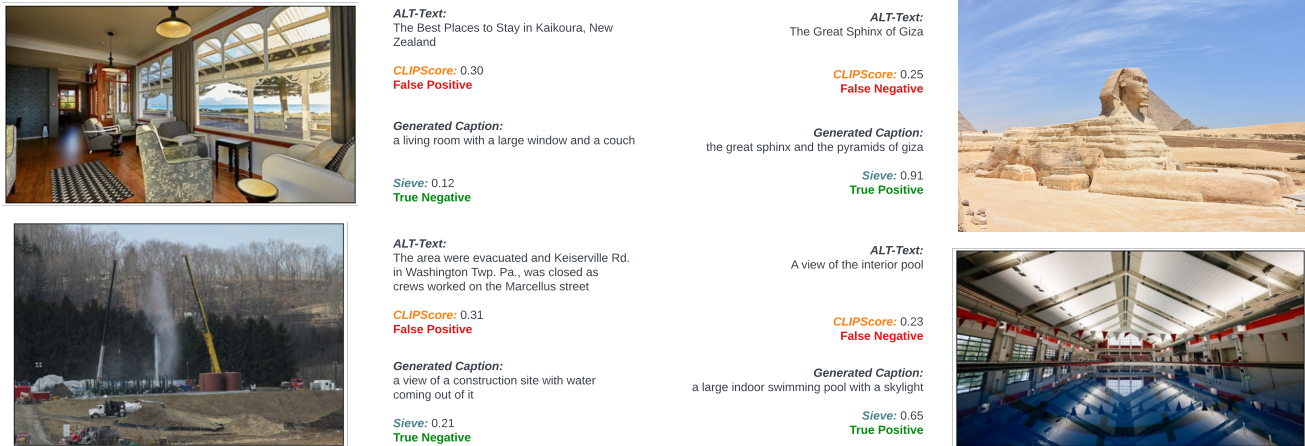 ALT-Text:
The Best Places to Stay in Kaikoura, New
Zealand
CLIPScore: 0.30
False Positive
Generated Caption:
a living room with a large window and a couch
Sieve: 0.12
True Negative
ALT-Text:
The Great Sphinx of Giza
CLIPScore: 0.25
False Negative
Generated Caption:
the great sphinx and the pyramids of giza
Sieve: 0.91
True Positive
ALT-Text:
The area were evacuated and Keiserville Rd.
in Washington Twp. Pa., was closed as
crews worked on the Marcellus street
CLIPScore: 0.31
False Positive
Generated Caption:
a view of a construction site with water
coming out of it
Sieve: 0.21
True Negative
ALT-Text:
A view of the interior pool
CLIPScore: 0.23
False Negative
Generated Caption:
a large indoor swimming pool with a skylight
Sieve: 0.65
True Positive